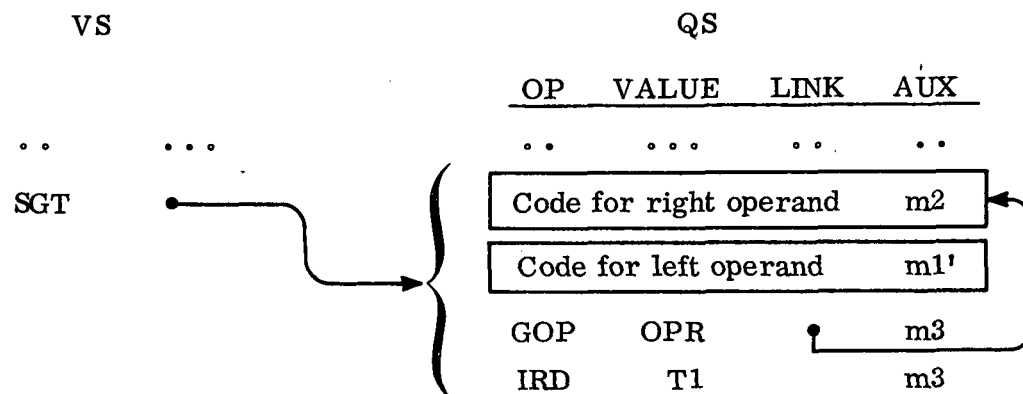 VS QS
OP VALUE LINK AUX
SGT Code for right operand m2
Code for left operand m1'
GOP OPR m3
IRD T1 m3